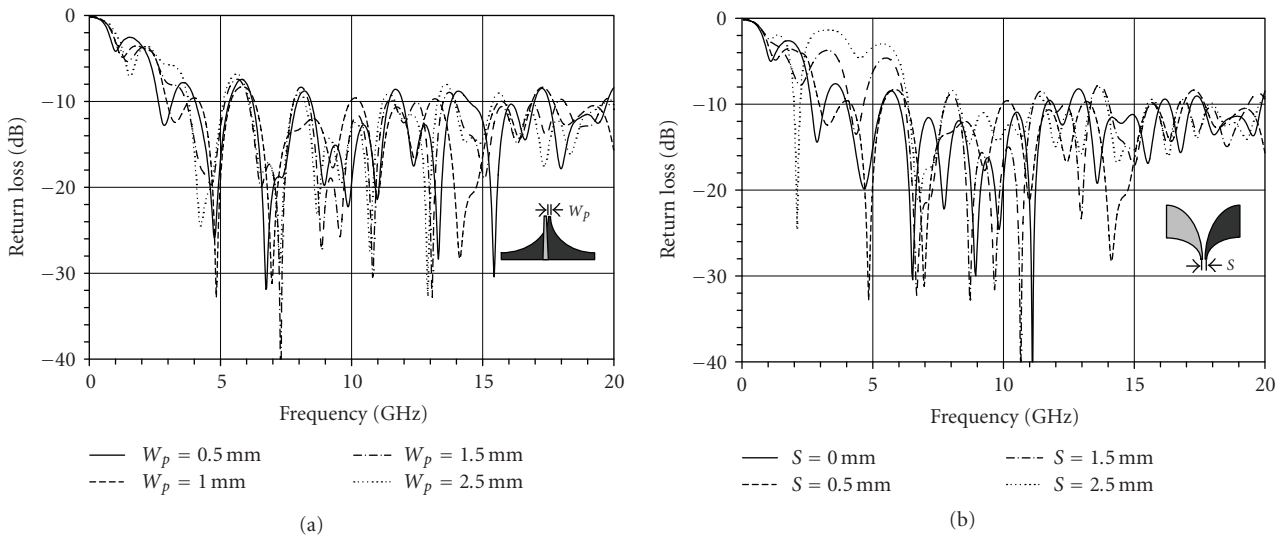 0
−10
−20
−30
−40
Return loss (dB)
0 5 10 15 20
Frequency (GHz)
W_p
W_p = 0.5 mm
W_p = 1 mm
W_p = 1.5 mm
W_p = 2.5 mm
(a)
0
−10
−20
−30
−40
Return loss (dB)
0 5 10 15 20
Frequency (GHz)
S
S = 0 mm
S = 0.5 mm
S = 1.5 mm
S = 2.5 mm
(b)